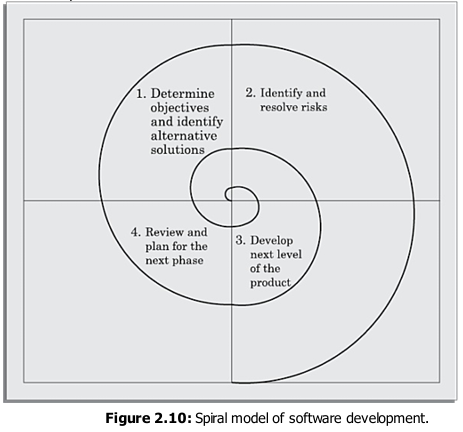 1. Determine
objectives
and identify
alternative
solutions
2. Identify and
resolve risks
4. Review and
plan for the
next phase
3. Develop
next level
of the
product
Figure 2.10: Spiral model of software development.